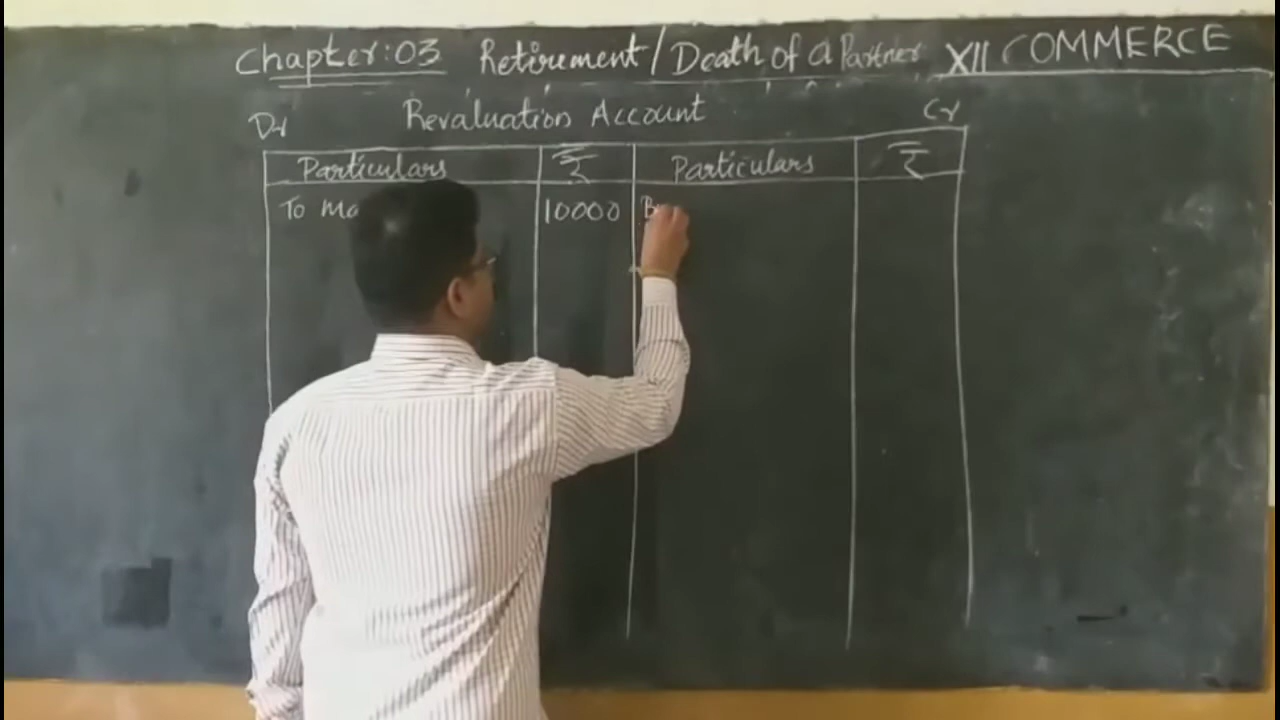 Chapter:03 Retirement/Death of a Partner XII COMMERCE
Dr Revaluation Account Cr
Particulars ₹ Particulars ₹
To 10000